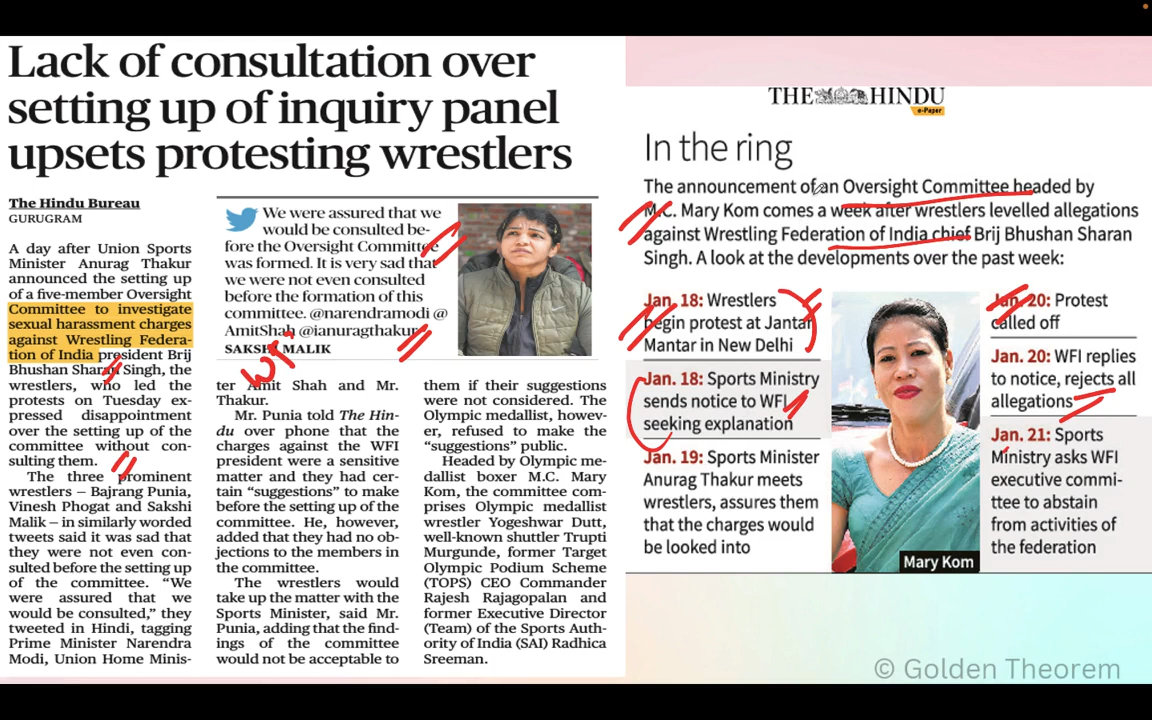 Lack of consultation over
setting up of inquiry panel
upsets protesting wrestlers
The Hindu Bureau
GURUGRAM
A day after Union Sports
Minister Anurag Thakur
announced the setting up
of a five-member Oversight
Committee to investigate
sexual harassment charges
against Wrestling Federa-
tion of India president Brij
Bhushan Sharan Singh, the
wrestlers, who led the
protests on Tuesday ex-
pressed disappointment
over the setting up of the
committee without con-
sulting them.
The three prominent
wrestlers – Bajrang Punia,
Vinesh Phogat and Sakshi
Malik – in similarly worded
tweets said it was sad that
they were not even con-
sulted before the setting up
of the committee. “We
were assured that we
would be consulted,” they
tweeted in Hindi, tagging
Prime Minister Narendra
Modi, Union Home Minis-
We were assured that we
would be consulted be-
fore the Oversight Committee
was formed. It is very sad that
we were not even consulted
before the formation of this
committee. @narendramodi @
AmitShah @ianuragthakur
SAKSHI MALIK
WFI
ter Amit Shah and Mr.
Thakur.
Mr. Punia told The Hin-
du over phone that the
charges against the WFI
president were a sensitive
matter and they had cer-
tain “suggestions” to make
before the setting up of the
committee. He, however,
added that they had no ob-
jections to the members in
the committee.
The wrestlers would
take up the matter with the
Sports Minister, said Mr.
Punia, adding that the find-
ings of the committee
would not be acceptable to
them if their suggestions
were not considered. The
Olympic medallist, howev-
er, refused to make the
“suggestions” public.
Headed by Olympic me-
dallist boxer M.C. Mary
Kom, the committee com-
prises Olympic medallist
wrestler Yogeshwar Dutt,
well-known shuttler Trupti
Murgunde, former Target
Olympic Podium Scheme
(TOPS) CEO Commander
Rajesh Rajagopalan and
former Executive Director
(Team) of the Sports Auth-
ority of India (SAI) Radhica
Sreeman.
THE HINDU
e-Paper
In the ring
The announcement of an Oversight Committee headed by
M.C. Mary Kom comes a week after wrestlers levelled allegations
against Wrestling Federation of India chief Brij Bhushan Sharan
Singh. A look at the developments over the past week:
Jan. 18: Wrestlers
begin protest at Jantar
Mantar in New Delhi
Jan. 18: Sports Ministry
sends notice to WFI,
seeking explanation
Jan. 19: Sports Minister
Anurag Thakur meets
wrestlers, assures them
that the charges would
be looked into
Mary Kom
Jan. 20: Protest
called off
Jan. 20: WFI replies
to notice, rejects all
allegations
Jan. 21: Sports
Ministry asks WFI
executive commi-
ttee to abstain
from activities of
the federation
© Golden Theorem